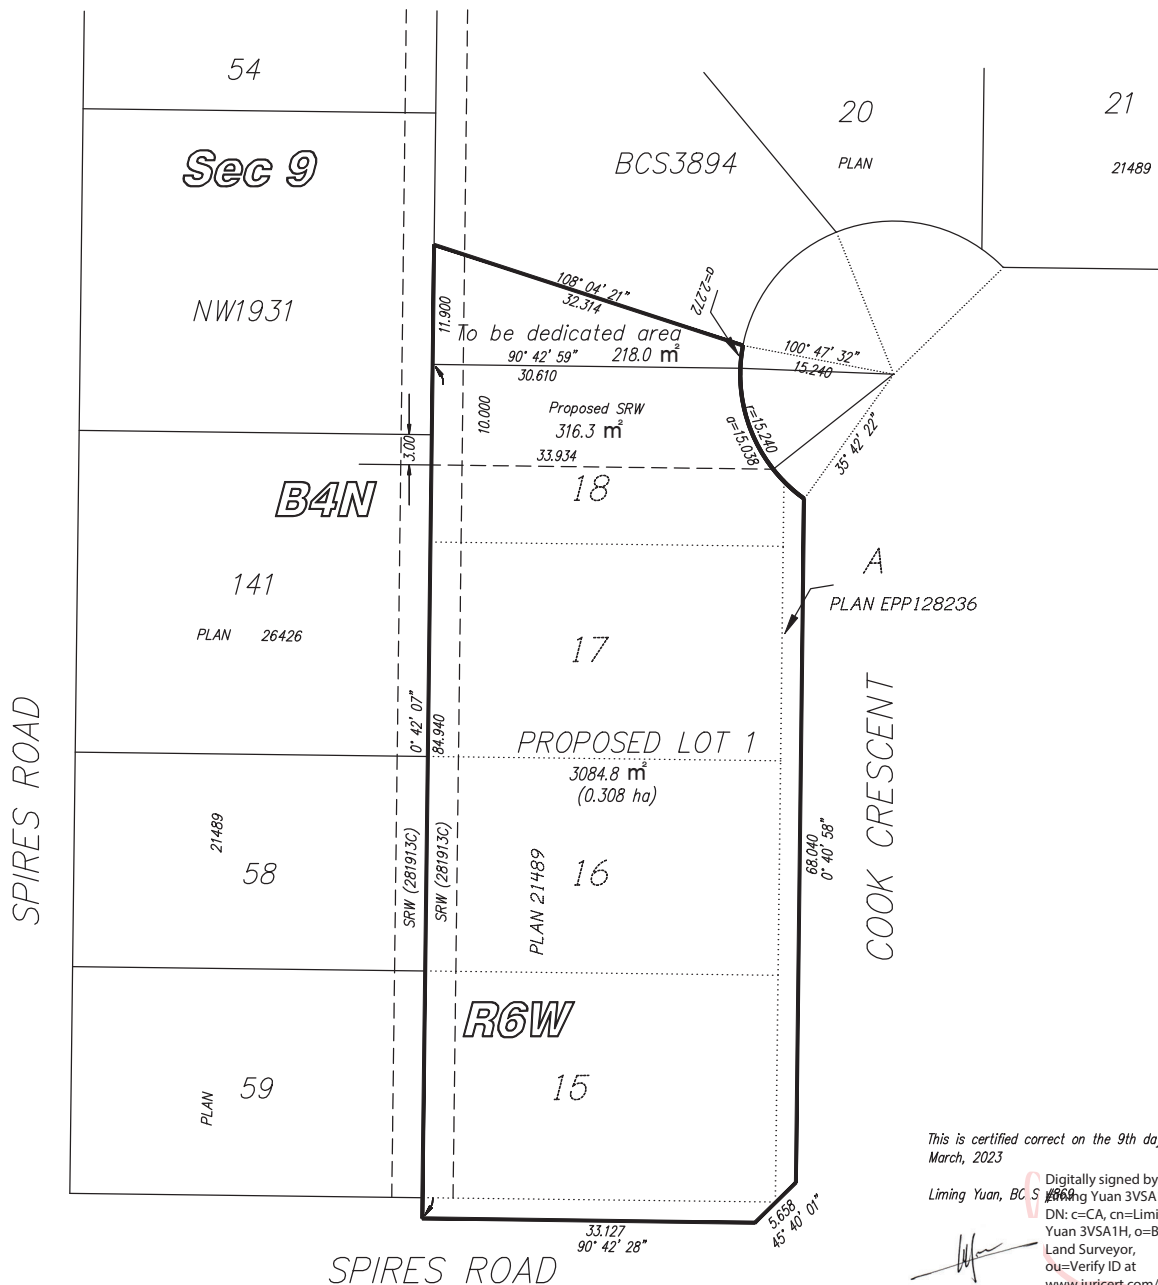 54
20
21
Sec 9
BCS3894
PLAN
21489
NW1931
108° 04' 21"
32.314
a=2.272
11.900
To be dedicated area
218.0 m²
90° 42' 59"
30.610
100° 47' 32"
15.240
Proposed SRW
316.3 m²
10.000
3.00
33.934
r=15.240
a=15.038
35° 42' 22"
B4N
18
A
PLAN EPP128236
141
PLAN 26426
17
0° 42' 07"
84.940
PROPOSED LOT 1
3084.8 m²
(0.308 ha)
SPIRES ROAD
COOK CRESCENT
21489
58
SRW (281913C)
SRW (281913C)
PLAN 21489
16
68.040
0° 40' 58"
R6W
59
PLAN
15
33.127
90° 42' 28"
5.658
45° 40' 01"
SPIRES ROAD
This is certified correct on the 9th da
March, 2023
Liming Yuan, BC S #869
Digitally signed by
Liming Yuan 3VSA
DN: c=CA, cn=Limi
Yuan 3VSA1H, o=B
Land Surveyor,
ou=Verify ID at